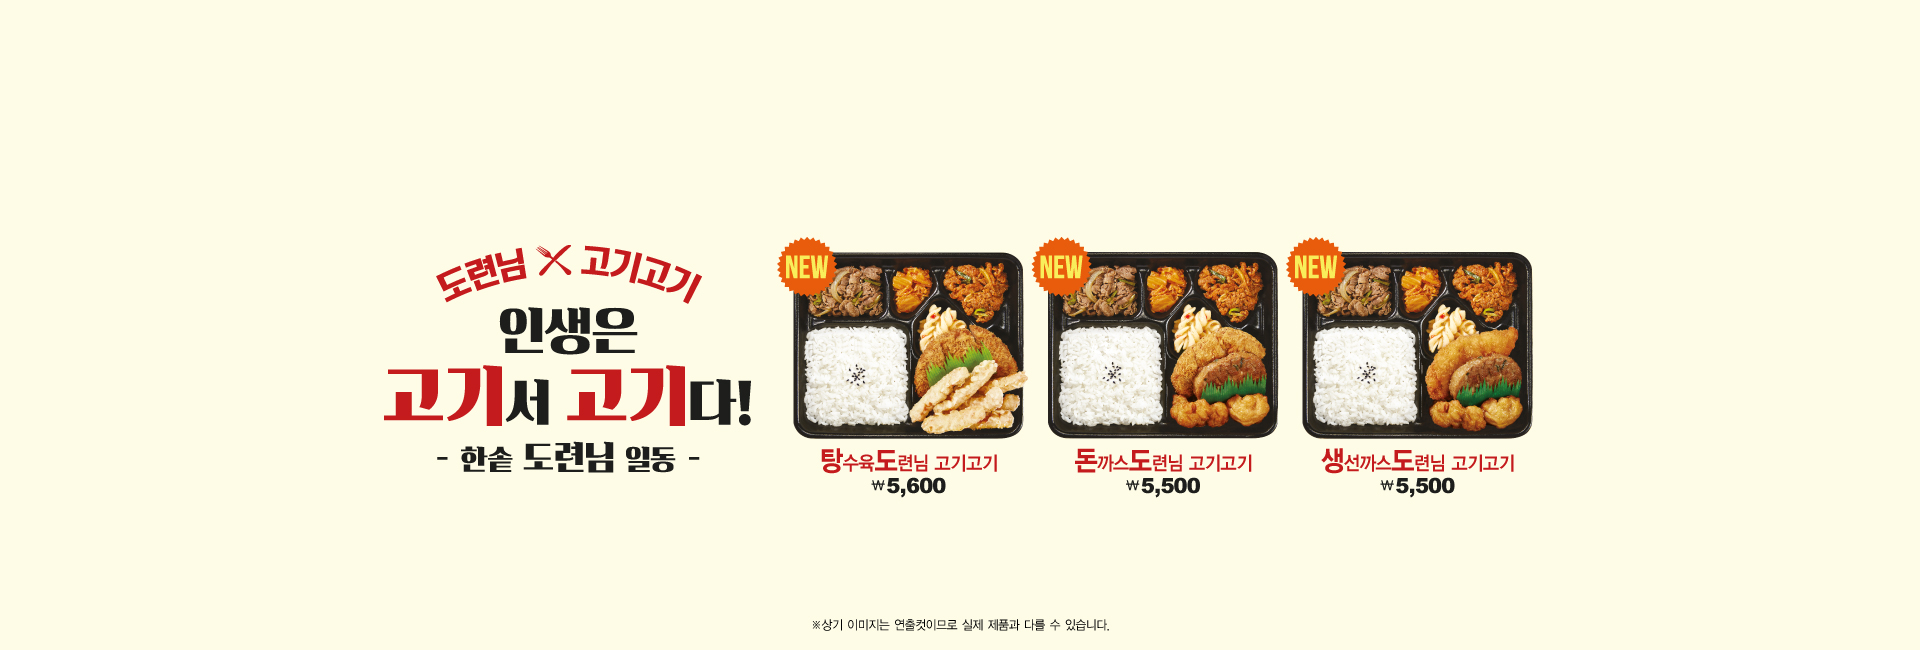 도련님 고기고기
인생은
고기서 고기다!
- 한솥 도련님 일동 -
NEW
탕수육도련님 고기고기
₩5,600
NEW
돈까스도련님 고기고기
₩5,500
NEW
생선까스도련님 고기고기
₩5,500
※상기 이미지는 연출컷이므로 실제 제품과 다를 수 있습니다.